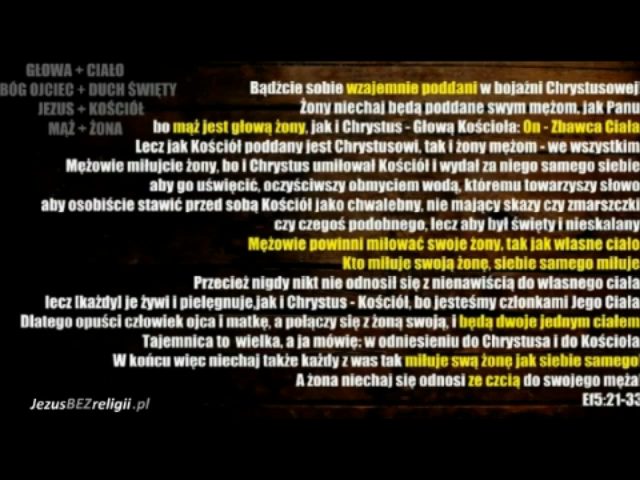 GŁOWA + CIAŁO
BÓG OJCIEC + DUCH ŚWIĘTY
JEZUS + KOŚCIÓŁ
MĄŻ + ŻONA
Bądźcie sobie wzajemnie poddani w bojaźni Chrystusowej
Żony niechaj będą poddane swym mężom, jak Panu
bo mąż jest głową żony, jak i Chrystus - Głową Kościoła: On - Zbawca Ciała
Lecz jak Kościół poddany jest Chrystusowi, tak i żony mężom - we wszystkim
Mężowie miłujcie żony, bo i Chrystus umiłował Kościół i wydał za niego samego siebie
aby go uświęcić, oczyściwszy obmyciem wodą, któremu towarzyszy słowo
aby osobiście stawić przed sobą Kościół jako chwalebny, nie mający skazy czy zmarszczki
czy czegoś podobnego, lecz aby był święty i nieskalany
Mężowie powinni miłować swoje żony, tak jak własne ciało
Kto miłuje swoją żonę, siebie samego miłuje
Przecież nigdy nikt nie odnosił się z nienawiścią do własnego ciała
lecz [każdy] je żywi i pielęgnuje,jak i Chrystus - Kościół, bo jesteśmy członkami Jego Ciała
Dlatego opuści człowiek ojca i matkę, a połączy się z żoną swoją, i będą dwoje jednym ciałem
Tajemnica to wielka, a ja mówię: w odniesieniu do Chrystusa i do Kościoła
W końcu więc niechaj także każdy z was tak miłuje swą żonę jak siebie samego
A żona niechaj się odnosi ze czcią do swojego męża
Ef5:21-33
JezusBEZreligii.pl